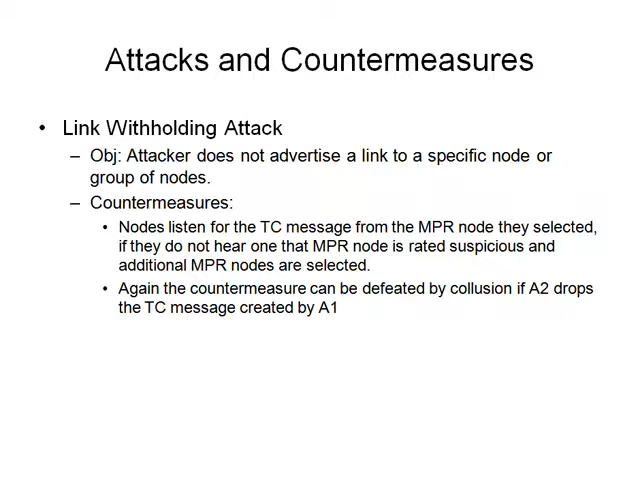 Attacks and Countermeasures
• Link Withholding Attack
– Obj: Attacker does not advertise a link to a specific node or
group of nodes.
– Countermeasures:
• Nodes listen for the TC message from the MPR node they selected,
if they do not hear one that MPR node is rated suspicious and
additional MPR nodes are selected.
• Again the countermeasure can be defeated by collusion if A2 drops
the TC message created by A1